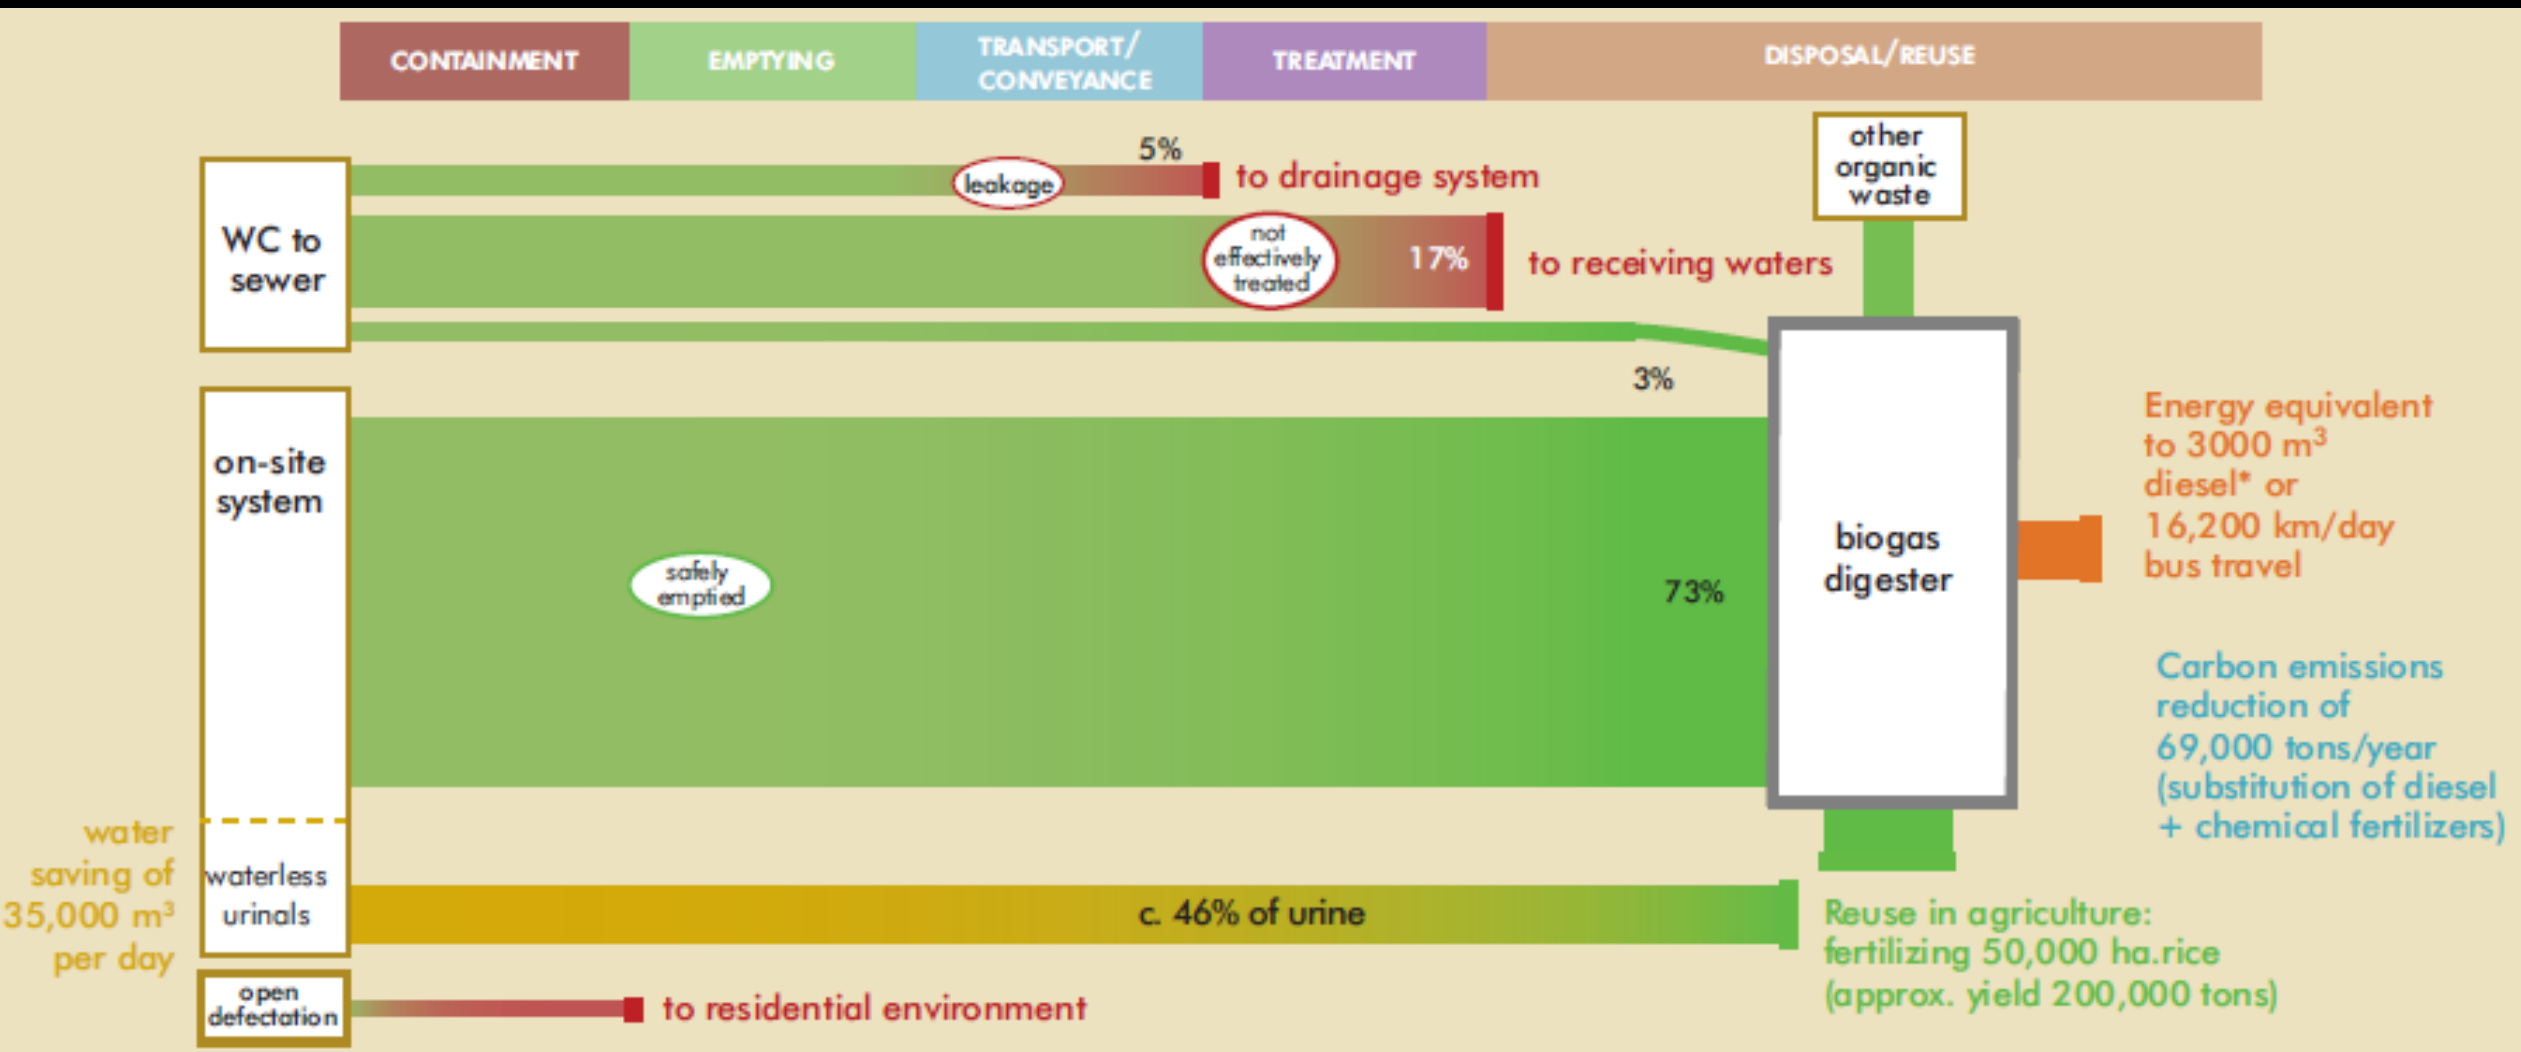 CONTAINMENT
EMPTYING
TRANSPORT/
CONVEYANCE
TREATMENT
DISPOSAL/REUSE
WC to
sewer
5%
leakage
to drainage system
not
effectively
treated
17%
to receiving waters
3%
other
organic
waste
on-site
system
safely
emptied
73%
biogas
digester
Energy equivalent
to 3000 m³
diesel* or
16,200 km/day
bus travel
Carbon emissions
reduction of
69,000 tons/year
(substitution of diesel
+ chemical fertilizers)
water
saving of
35,000 m³
per day
waterless
urinals
c. 46% of urine
Reuse in agriculture:
fertilizing 50,000 ha.rice
(approx. yield 200,000 tons)
open
defectation
to residential environment